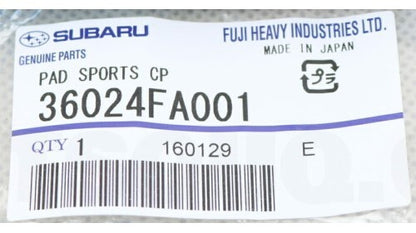 SUBARU
FUJI HEAVY INDUSTRIES LTD.
GENUINE PARTS
MADE IN JAPAN
PAD SPORTS CP
36024FA001
プラ
QTY 1 160129 E